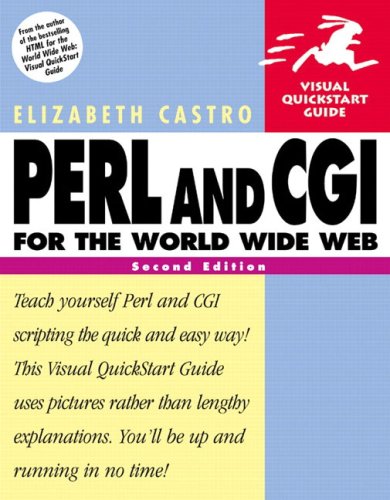 From the author of
the bestselling
HTML for the
World Wide Web:
Visual QuickStart
Guide
VISUAL
QUICKSTART
GUIDE
ELIZABETH CASTRO
PERL AND CGI
FOR THE WORLD WIDE WEB
Second Edition
Teach yourself Perl and CGI
scripting the quick and easy way!
This Visual QuickStart Guide
uses pictures rather than lengthy
explanations. You'll be up and
running in no time!